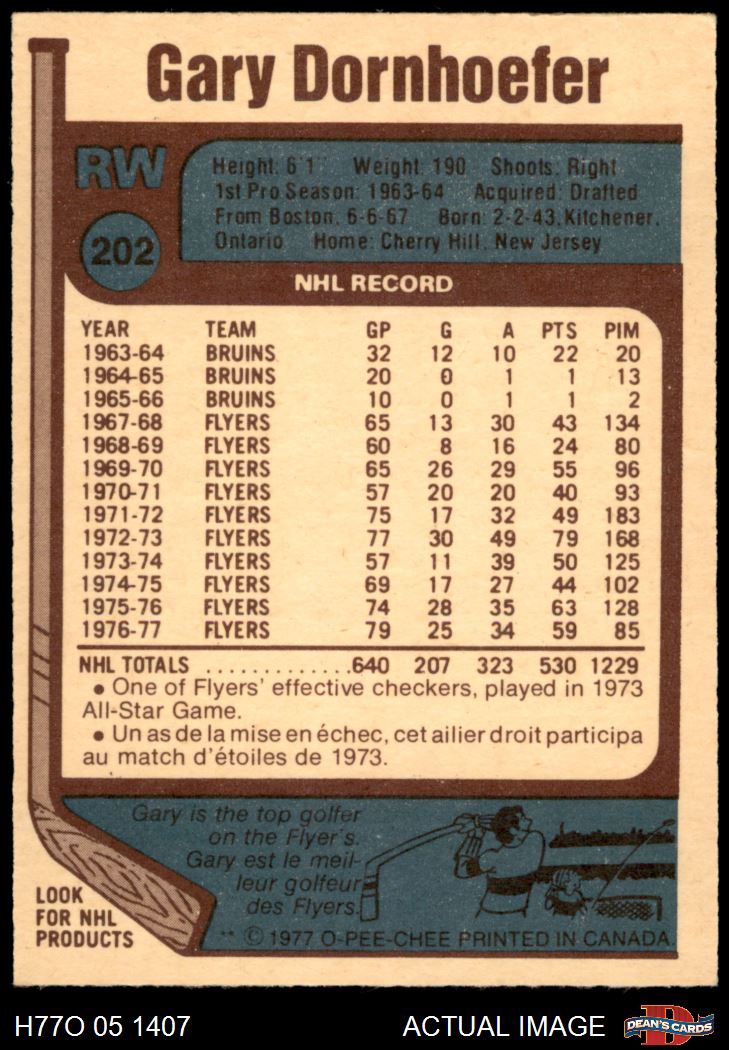 Gary Dornhoefer
RW
202
Height: 6'1 Weight: 190 Shoots: Right
1st Pro Season: 1963-64 Acquired: Drafted
From Boston, 6-6-67 Born: 2-2-43, Kitchener,
Ontario Home: Cherry Hill, New Jersey
NHL RECORD
YEAR TEAM GP G A PTS PIM
1963-64 BRUINS 32 12 10 22 20
1964-65 BRUINS 20 0 1 1 13
1965-66 BRUINS 10 0 1 1 2
1967-68 FLYERS 65 13 30 43 134
1968-69 FLYERS 60 8 16 24 80
1969-70 FLYERS 65 26 29 55 96
1970-71 FLYERS 57 20 20 40 93
1971-72 FLYERS 75 17 32 49 183
1972-73 FLYERS 77 30 49 79 168
1973-74 FLYERS 57 11 39 50 125
1974-75 FLYERS 69 17 27 44 102
1975-76 FLYERS 74 28 35 63 128
1976-77 FLYERS 79 25 34 59 85
NHL TOTALS .............640 207 323 530 1229
• One of Flyers' effective checkers, played in 1973
All-Star Game.
• Un as de la mise en échec, cet ailier droit participa
au match d'étoiles de 1973.
Gary is the top golfer
on the Flyer's.
Gary est le meil-
leur golfeur
des Flyers.
LOOK
FOR NHL
PRODUCTS
** © 1977 O-PEE-CHEE PRINTED IN CANADA
H77O 05 1407 ACTUAL IMAGE
D
DEAN'S CARDS